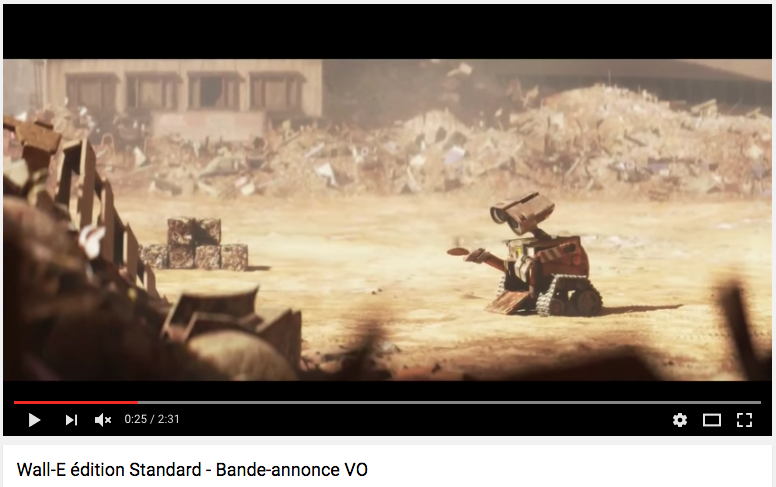 0:25 / 2:31
Wall-E édition Standard - Bande-annonce VO